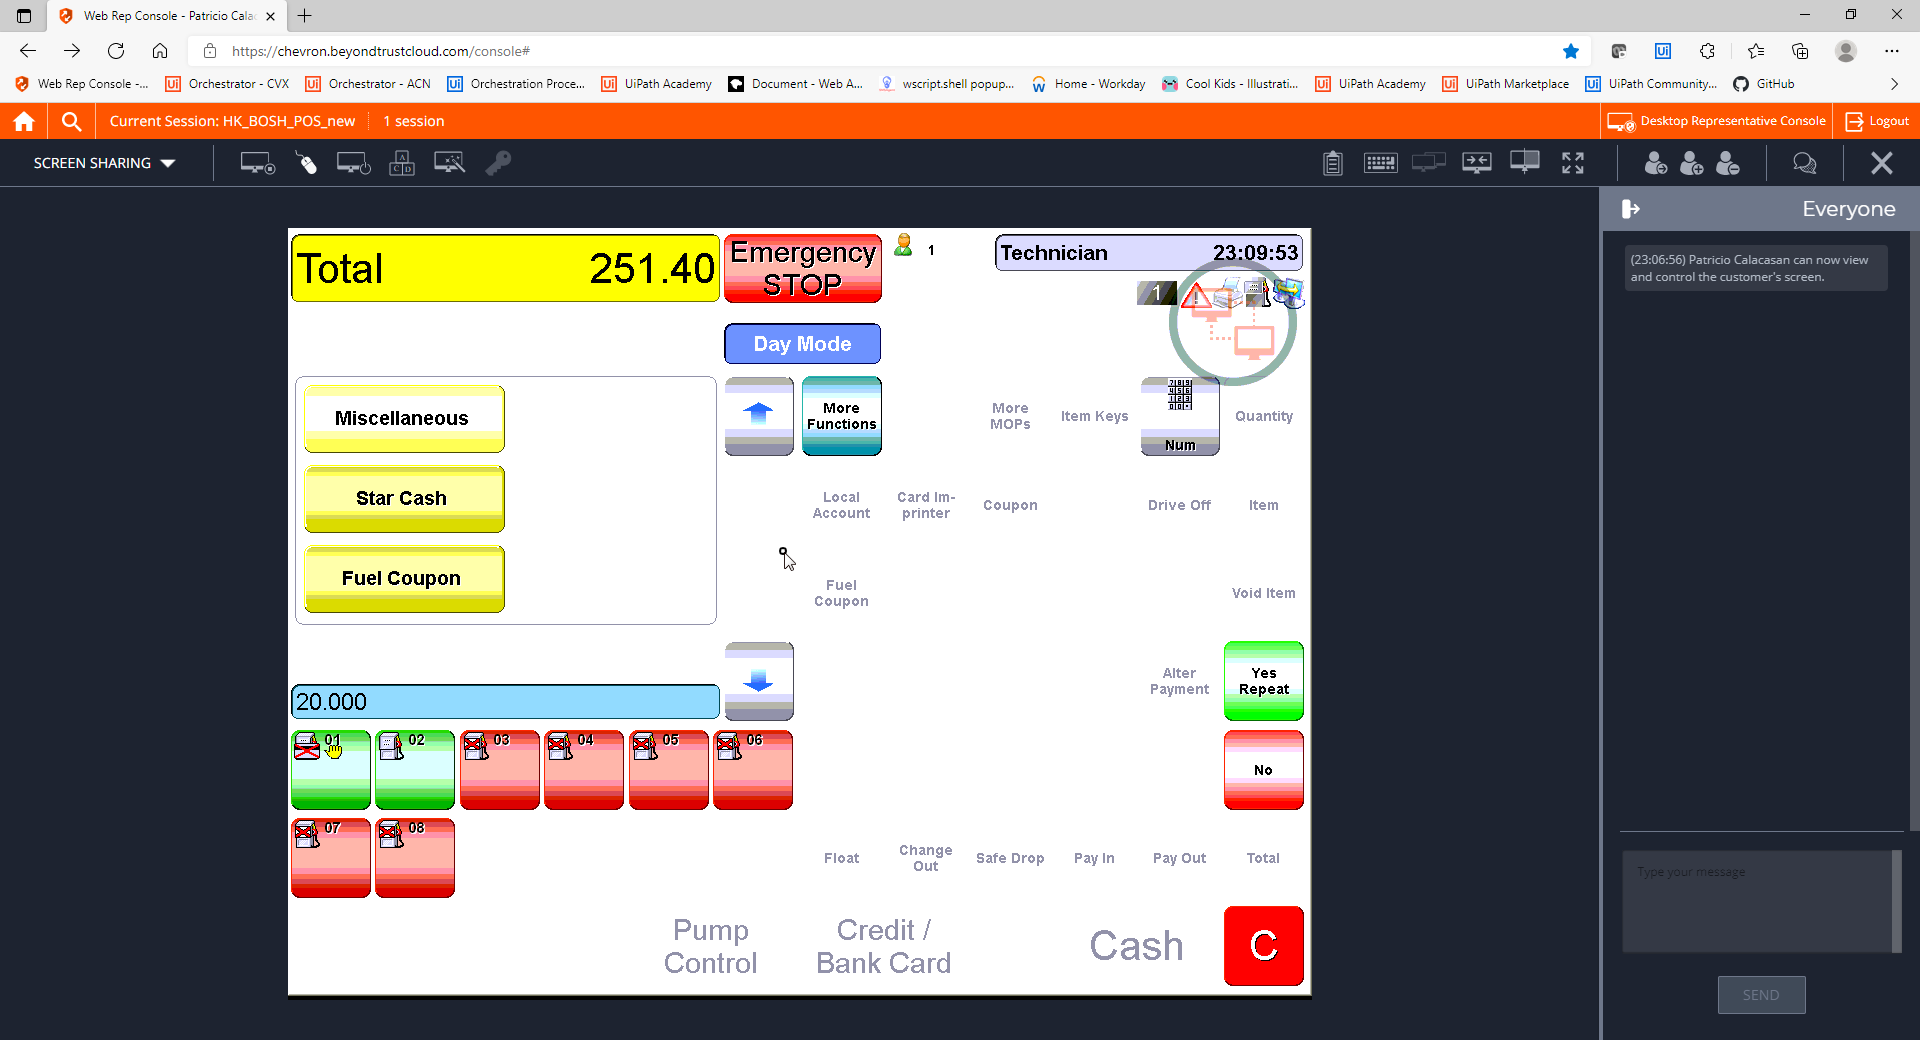 Web Rep Console - Patricio Cala
https://chevron.beyondtrustcloud.com/console#
Web Rep Console -...
Orchestrator - CVX
Orchestrator - ACN
Orchestration Proce...
UiPath Academy
Document - Web A...
wscript.shell popup...
Home - Workday
Cool Kids - Illustrati...
UiPath Academy
UiPath Marketplace
UiPath Community...
GitHub
Current Session: HK_BOSH_POS_new
1 session
Desktop Representative Console
Logout
SCREEN SHARING
Everyone
(23:06:56) Patricio Calacasan can now view
and control the customer's screen.
Total 251.40
Emergency
STOP
1
Technician 23:09:53
1
Day Mode
Miscellaneous
Star Cash
Fuel Coupon
More
Functions
More
MOPs
Item Keys
Num
Quantity
Local
Account
Card Im-
printer
Coupon
Drive Off
Item
Fuel
Coupon
Void Item
Alter
Payment
Yes
Repeat
20.000
01
02
03
04
05
06
No
07
08
Float
Change
Out
Safe Drop
Pay In
Pay Out
Total
Pump
Control
Credit /
Bank Card
Cash
C
Type your message
SEND